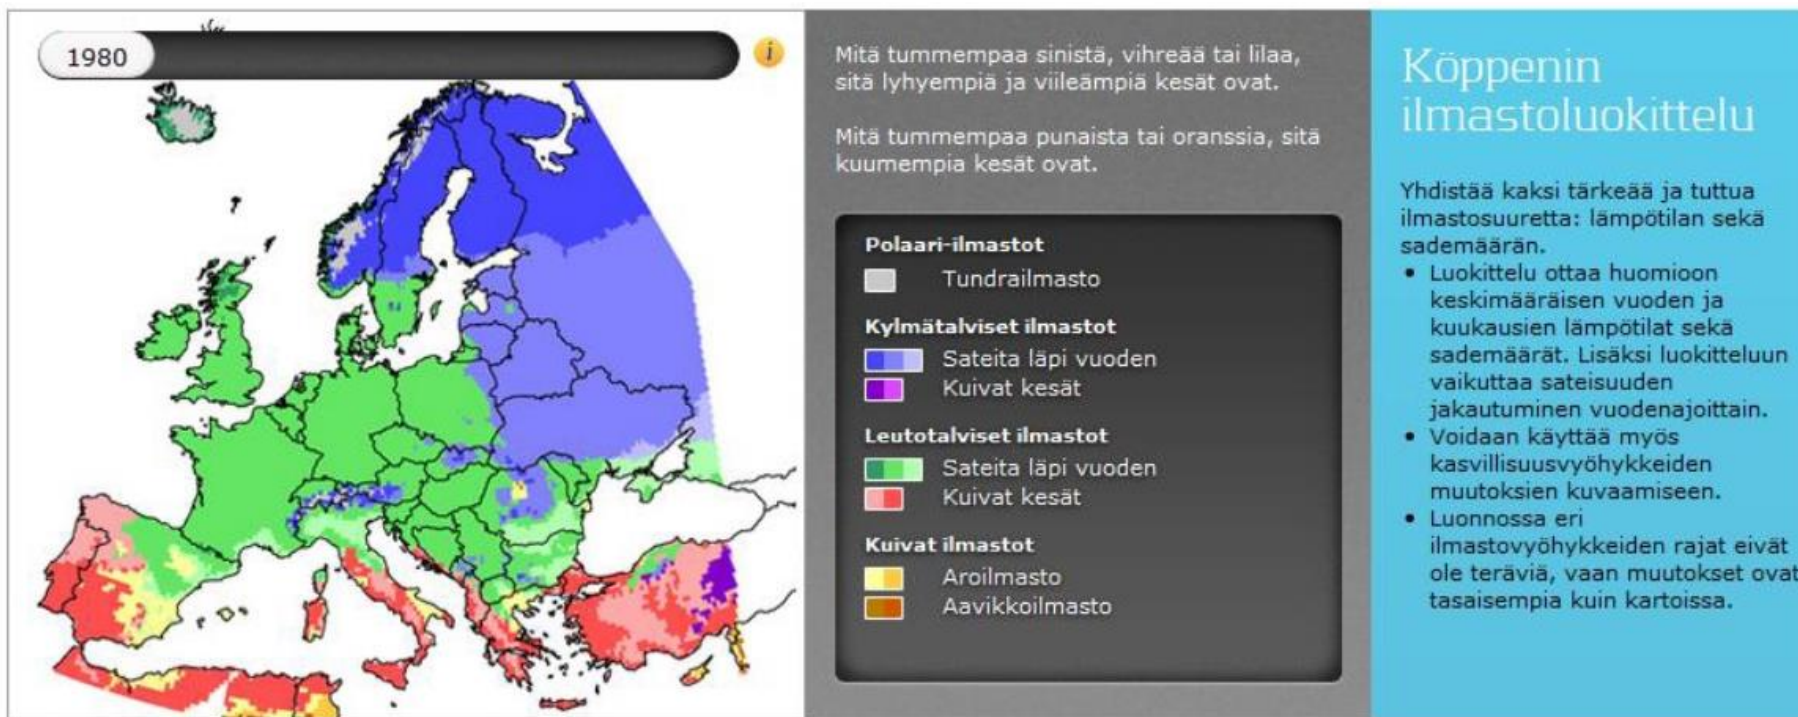 1980
i
Mitä tummempaa sinistä, vihreää tai lilaa,
sitä lyhyempiä ja viileämpiä kesät ovat.
Mitä tummempaa punaista tai oranssia, sitä
kuumempia kesät ovat.
Polaari-ilmastot
Tundrailmasto
Kylmätalviset ilmastot
Sateita läpi vuoden
Kuivat kesät
Leutotalviset ilmastot
Sateita läpi vuoden
Kuivat kesät
Kuivat ilmastot
Aroilmasto
Aavikkoilmasto
Köppenin
ilmastoluokittelu
Yhdistää kaksi tärkeää ja tuttua
ilmastosuuretta: lämpötilan sekä
sademäärän.
• Luokittelu ottaa huomioon
keskimääräisen vuoden ja
kuukausien lämpötilat sekä
sademäärät. Lisäksi luokitteluun
vaikuttaa sateisuuden
jakautuminen vuodenajoittain.
• Voidaan käyttää myös
kasvillisuusvyöhykkeiden
muutoksien kuvaamiseen.
• Luonnossa eri
ilmastovyöhykkeiden rajat eivät
ole teräviä, vaan muutokset ovat
tasaisempia kuin kartoissa.